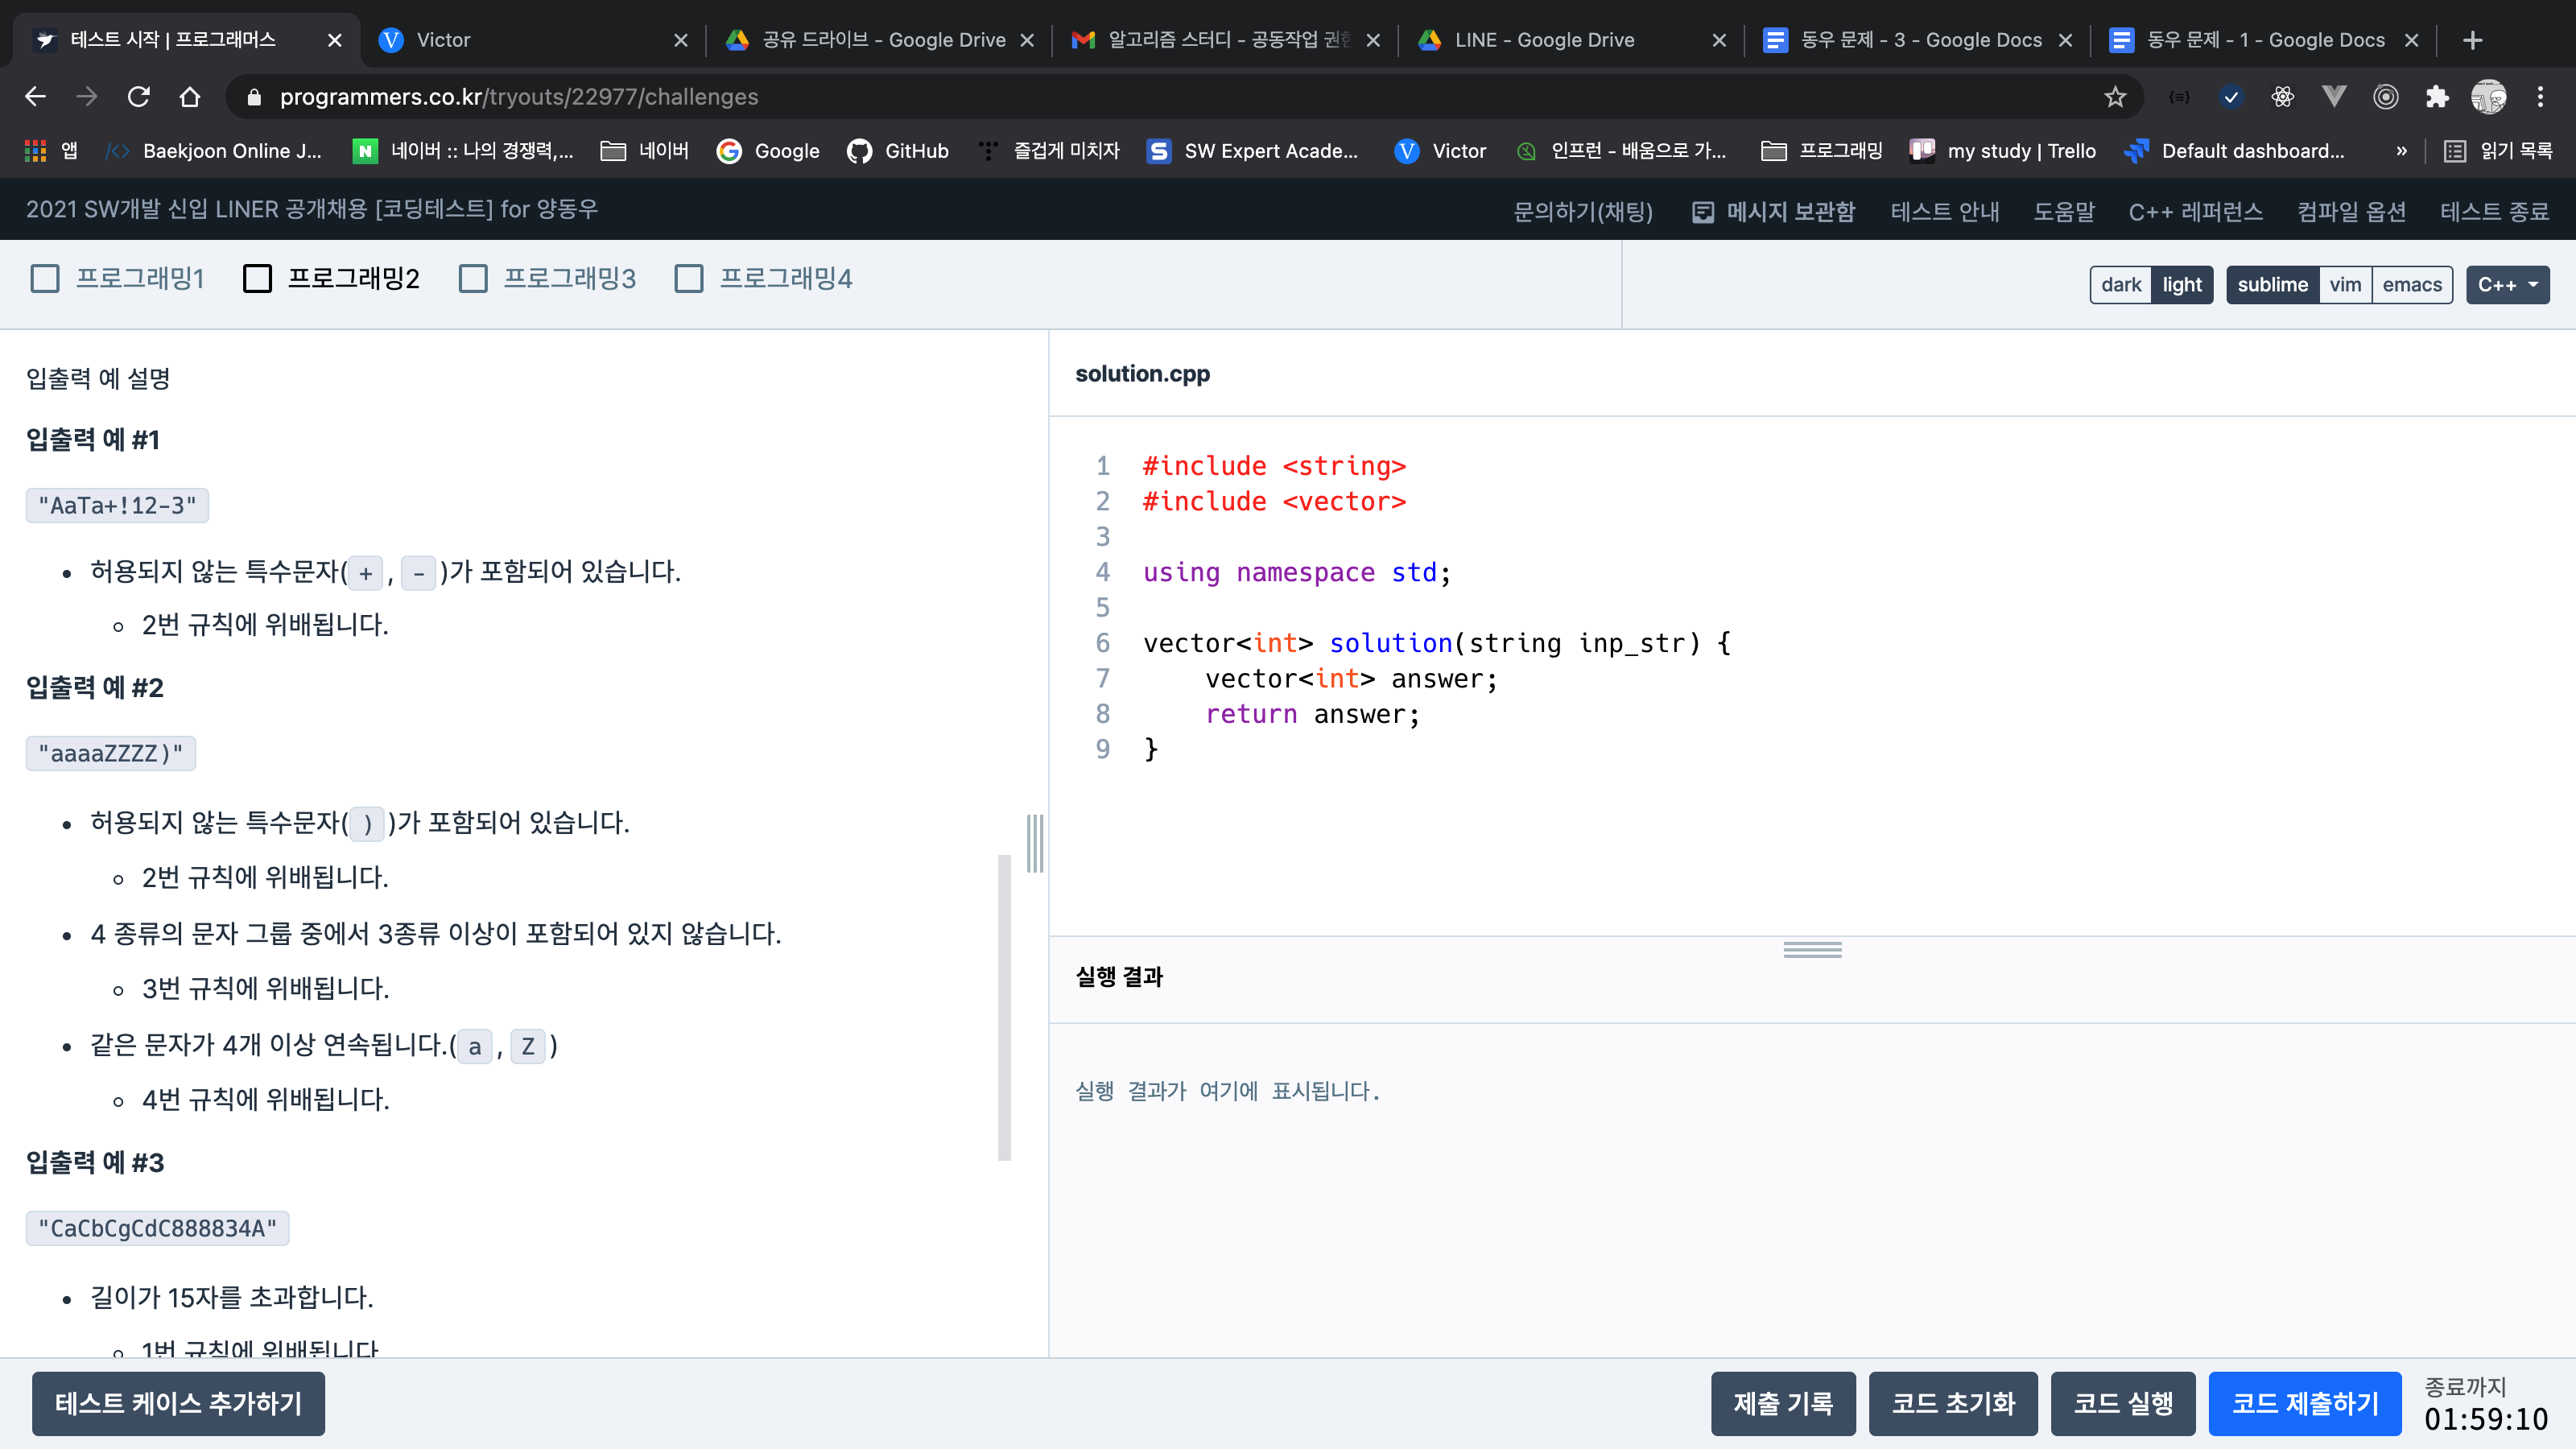 테스트 시작 | 프로그래머스
Victor
공유 드라이브 - Google Drive
알고리즘 스터디 - 공동작업
LINE - Google Drive
동우 문제 - 3 - Google Docs
동우 문제 - 1 - Google Docs
programmers.co.kr/tryouts/22977/challenges
앱
Baekjoon Online J...
네이버 :: 나의 경쟁력,...
네이버
Google
GitHub
즐겁게 미치자
SW Expert Acade...
Victor
인프런 - 배움으로 가...
프로그래밍
my study | Trello
Default dashboard...
»
읽기 목록
2021 SW개발 신입 LINER 공개채용 [코딩테스트] for 양동우
문의하기(채팅)
메시지 보관함
테스트 안내
도움말
C++ 레퍼런스
컴파일 옵션
테스트 종료
프로그래밍1
프로그래밍2
프로그래밍3
프로그래밍4
dark light
sublime vim emacs
C++
입출력 예 설명
입출력 예 #1
"AaTa+!12-3"
허용되지 않는 특수문자( + , - )가 포함되어 있습니다.
2번 규칙에 위배됩니다.
입출력 예 #2
"aaaaZZZZ)"
허용되지 않는 특수문자( ) )가 포함되어 있습니다.
2번 규칙에 위배됩니다.
4 종류의 문자 그룹 중에서 3종류 이상이 포함되어 있지 않습니다.
3번 규칙에 위배됩니다.
같은 문자가 4개 이상 연속됩니다.( a , Z )
4번 규칙에 위배됩니다.
입출력 예 #3
"CaCbCgCdC888834A"
길이가 15자를 초과합니다.
1번 규칙에 위배됩니다
solution.cpp
1 #include <string>
2 #include <vector>
3
4 using namespace std;
5
6 vector<int> solution(string inp_str) {
7     vector<int> answer;
8     return answer;
9 }
실행 결과
실행 결과가 여기에 표시됩니다.
테스트 케이스 추가하기
제출 기록
코드 초기화
코드 실행
코드 제출하기
종료까지
01:59:10